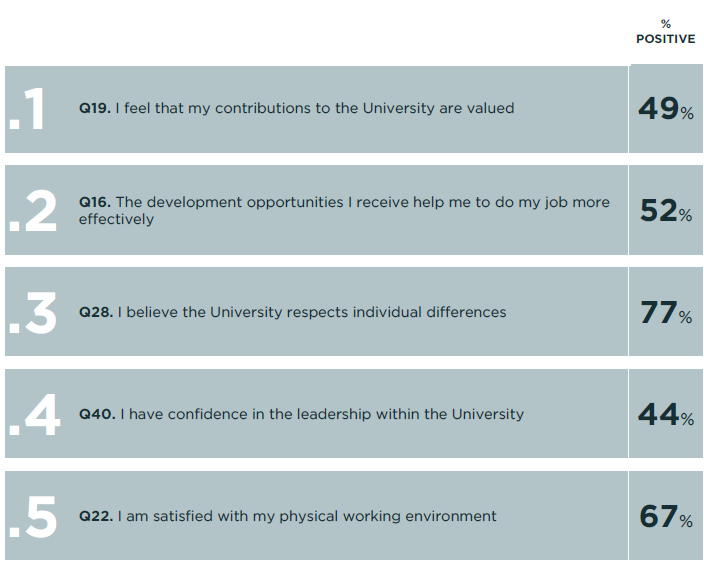 %
POSITIVE
.1 Q19. I feel that my contributions to the University are valued 49%
.2 Q16. The development opportunities I receive help me to do my job more
effectively 52%
.3 Q28. I believe the University respects individual differences 77%
.4 Q40. I have confidence in the leadership within the University 44%
.5 Q22. I am satisfied with my physical working environment 67%